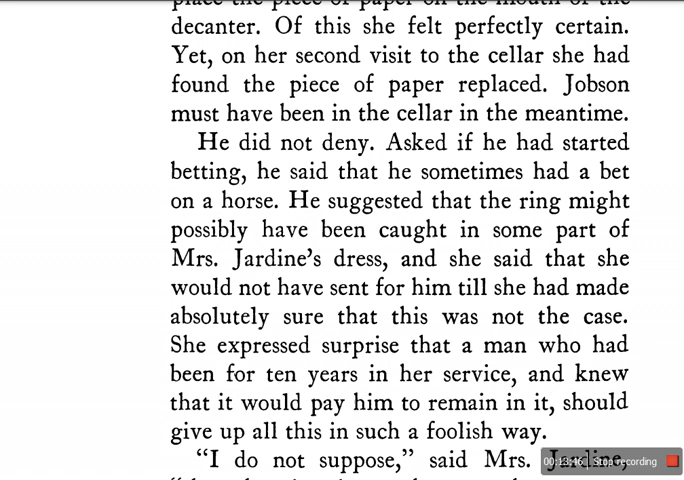 decanter. Of this she felt perfectly certain.
Yet, on her second visit to the cellar she had
found the piece of paper replaced. Jobson
must have been in the cellar in the meantime.
He did not deny. Asked if he had started
betting, he said that he sometimes had a bet
on a horse. He suggested that the ring might
possibly have been caught in some part of
Mrs. Jardine's dress, and she said that she
would not have sent for him till she had made
absolutely sure that this was not the case.
She expressed surprise that a man who had
been for ten years in her service, and knew
that it would pay him to remain in it, should
give up all this in such a foolish way.
"I do not suppose," said Mrs. Jardine,
00:13:46 Stop recording